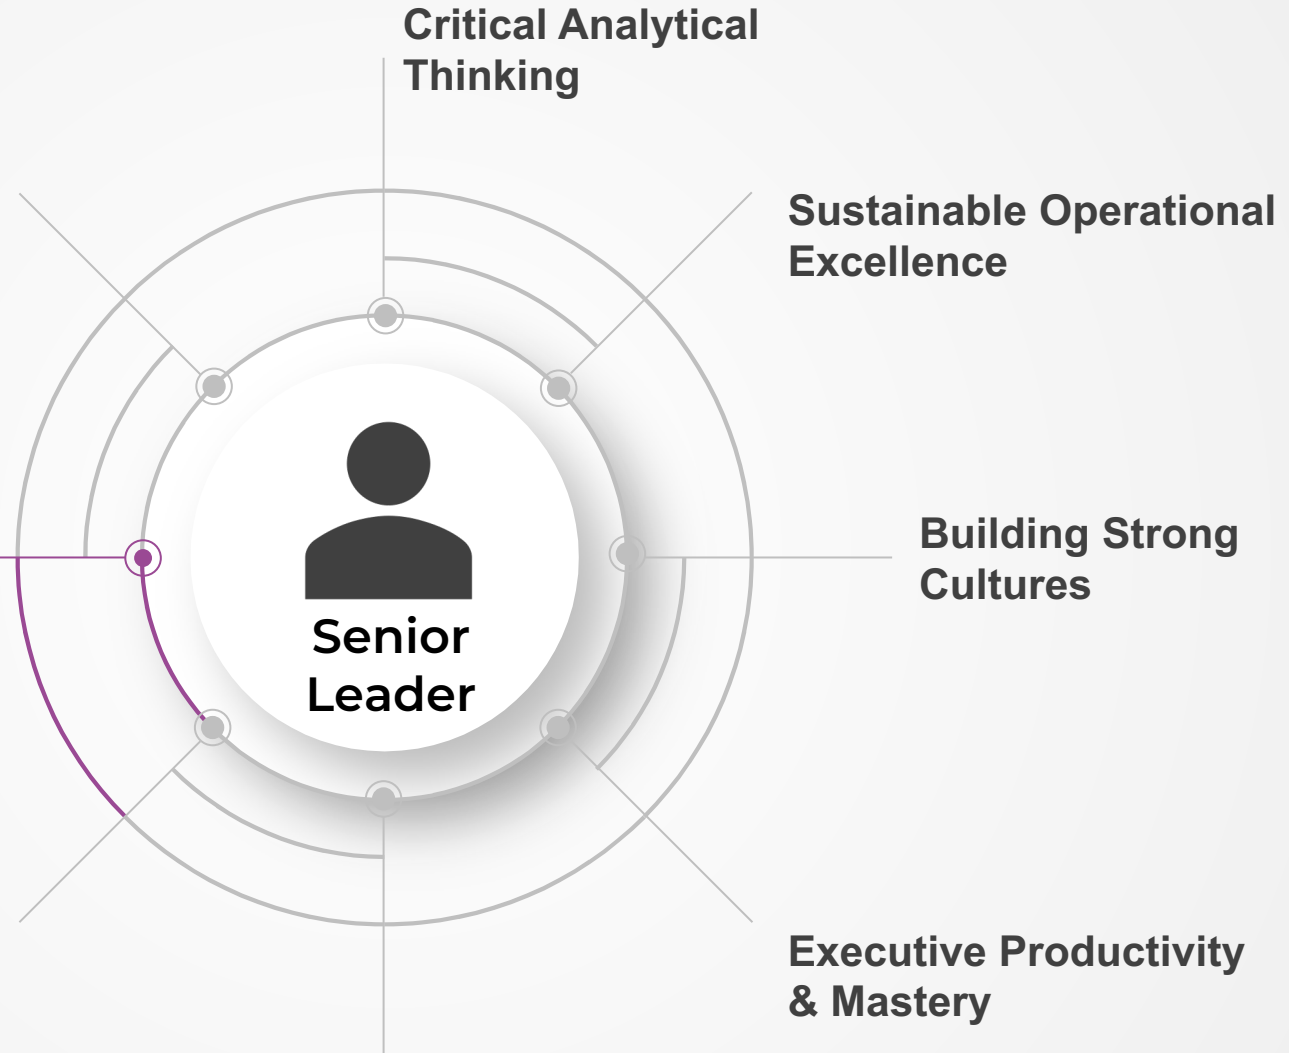 Critical Analytical
Thinking
Sustainable Operational
Excellence
Building Strong
Cultures
Senior
Leader
Executive Productivity
& Mastery